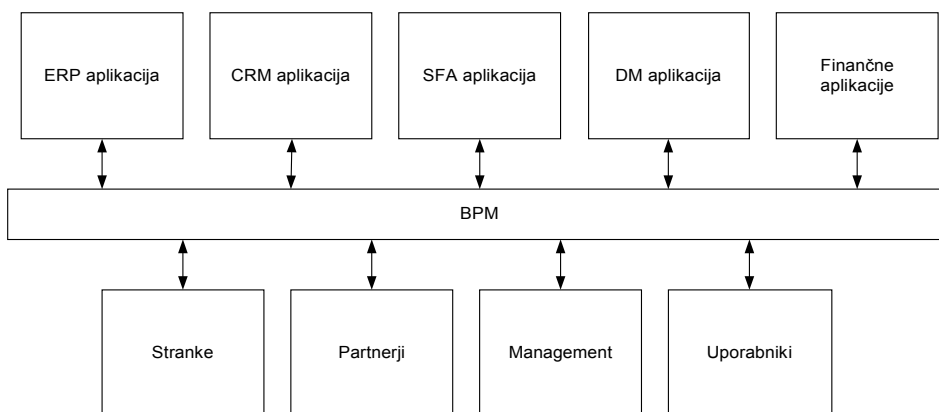 ERP aplikacija
CRM aplikacija
SFA aplikacija
DM aplikacija
Finančne
aplikacije
BPM
Stranke
Partnerji
Management
Uporabniki